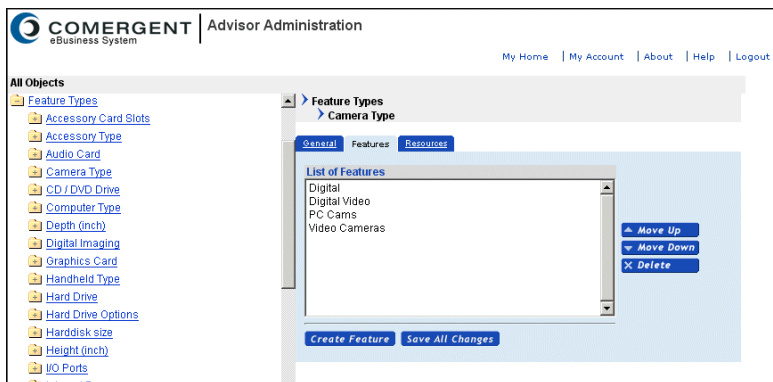 COMERGENT
eBusiness System
Advisor Administration
My Home | My Account | About | Help | Logout
All Objects
Feature Types
Accessory Card Slots
Accessory Type
Audio Card
Camera Type
CD / DVD Drive
Computer Type
Depth (inch)
Digital Imaging
Graphics Card
Handheld Type
Hard Drive
Hard Drive Options
Harddisk size
Height (inch)
I/O Ports
Feature Types
Camera Type
General
Features
Resources
List of Features
Digital
Digital Video
PC Cams
Video Cameras
Move Up
Move Down
Delete
Create Feature
Save All Changes